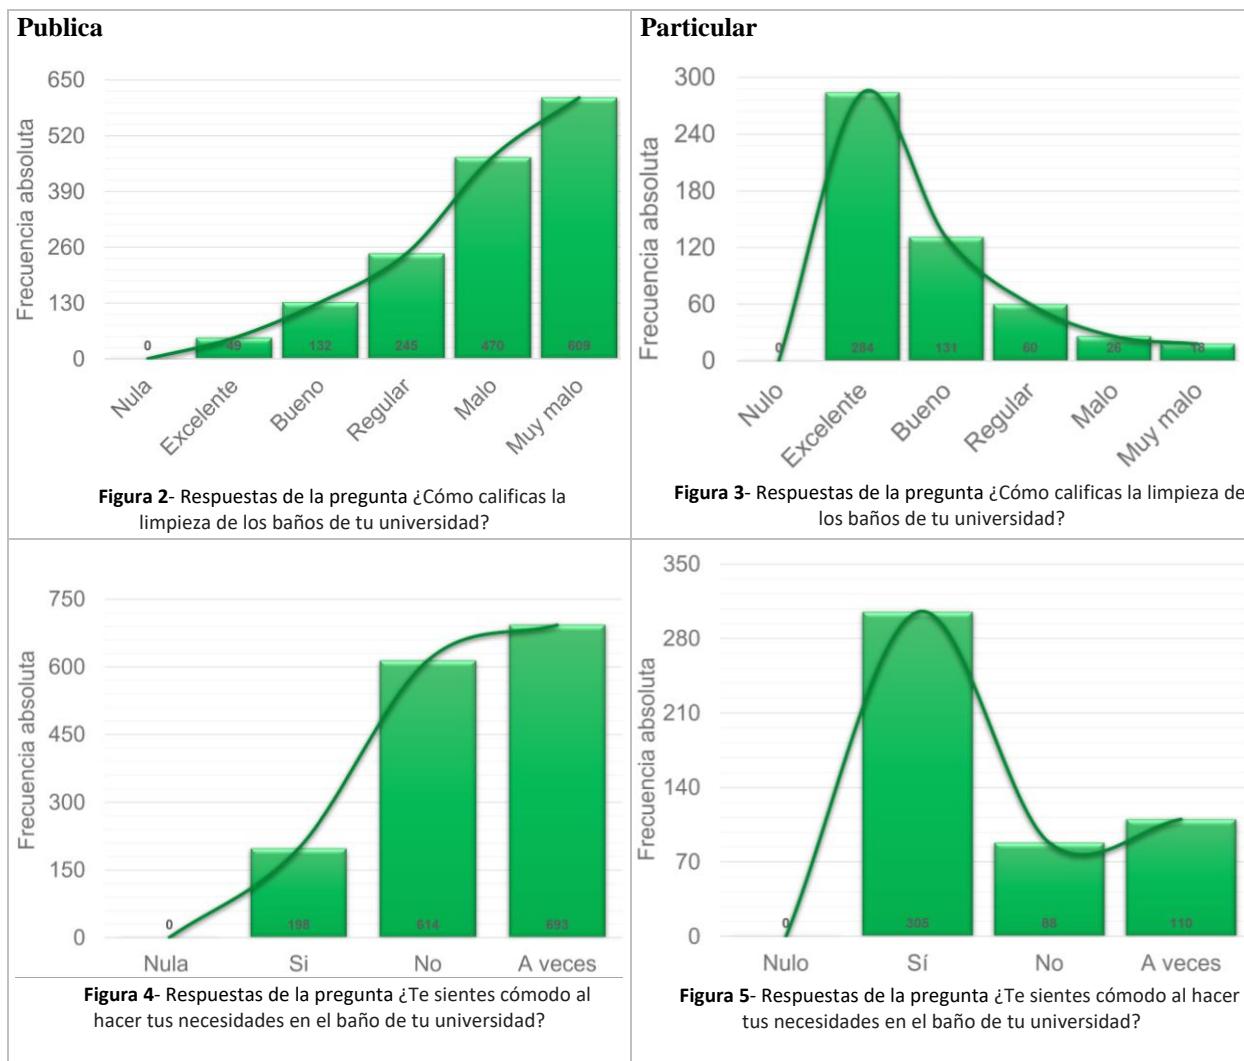 Publica
650
520
390
260
130
0
Frecuencia absoluta
0
49
132
245
470
609
Nula
Excelente
Bueno
Regular
Malo
Muy malo
Figura 2- Respuestas de la pregunta ¿Cómo calificas la
limpieza de los baños de tu universidad?
Particular
300
240
180
120
60
0
Frecuencia absoluta
0
284
131
60
26
18
Nulo
Excelente
Bueno
Regular
Malo
Muy malo
Figura 3- Respuestas de la pregunta ¿Cómo calificas la limpieza de
los baños de tu universidad?
750
600
450
300
150
0
Frecuencia absoluta
0
198
614
693
Nula
Si
No
A veces
Figura 4- Respuestas de la pregunta ¿Te sientes cómodo al
hacer tus necesidades en el baño de tu universidad?
350
280
210
140
70
0
Frecuencia absoluta
0
305
88
110
Nulo
Sí
No
A veces
Figura 5- Respuestas de la pregunta ¿Te sientes cómodo al hacer
tus necesidades en el baño de tu universidad?